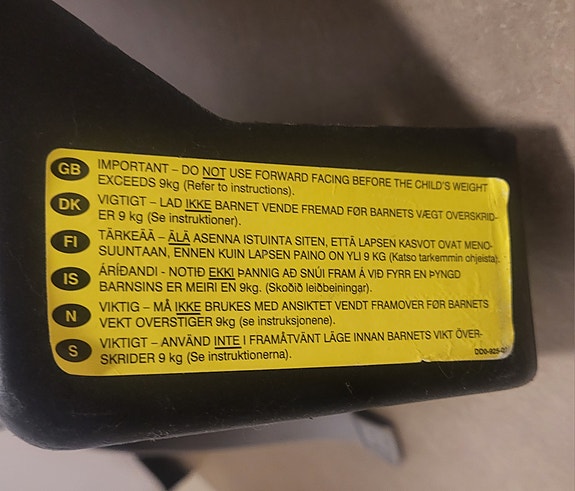 GB IMPORTANT – DO NOT USE FORWARD FACING BEFORE THE CHILD'S WEIGHT
EXCEEDS 9kg (Refer to instructions).
DK VIGTIGT – LAD IKKE BARNET VENDE FREMAD FØR BARNETS VÆGT OVERSKRID-
ER 9 kg (Se instruktioner).
FI TÄRKEÄÄ – ÄLÄ ASENNA ISTUINTA SITEN, ETTÄ LAPSEN KASVOT OVAT MENO-
SUUNTAAN, ENNEN KUIN LAPSEN PAINO ON YLI 9 KG (Katso tarkemmin ohjeista).
IS ÁRÍÐANDI - NOTIÐ EKKI ÞANNIG AÐ SNÚI FRAM Á VIÐ FYRR EN ÞYNGD
BARNSINS ER MEIRI EN 9kg. (Skoðið leiðbeiningar).
N VIKTIG – MÅ IKKE BRUKES MED ANSIKTET VENDT FRAMOVER FØR BARNETS
VEKT OVERSTIGER 9kg (se instruksjonene).
S VIKTIGT – ANVÄND INTE I FRAMÅTVÄNT LÄGE INNAN BARNETS VIKT ÖVER-
SKRIDER 9 kg (Se instruktionerna).